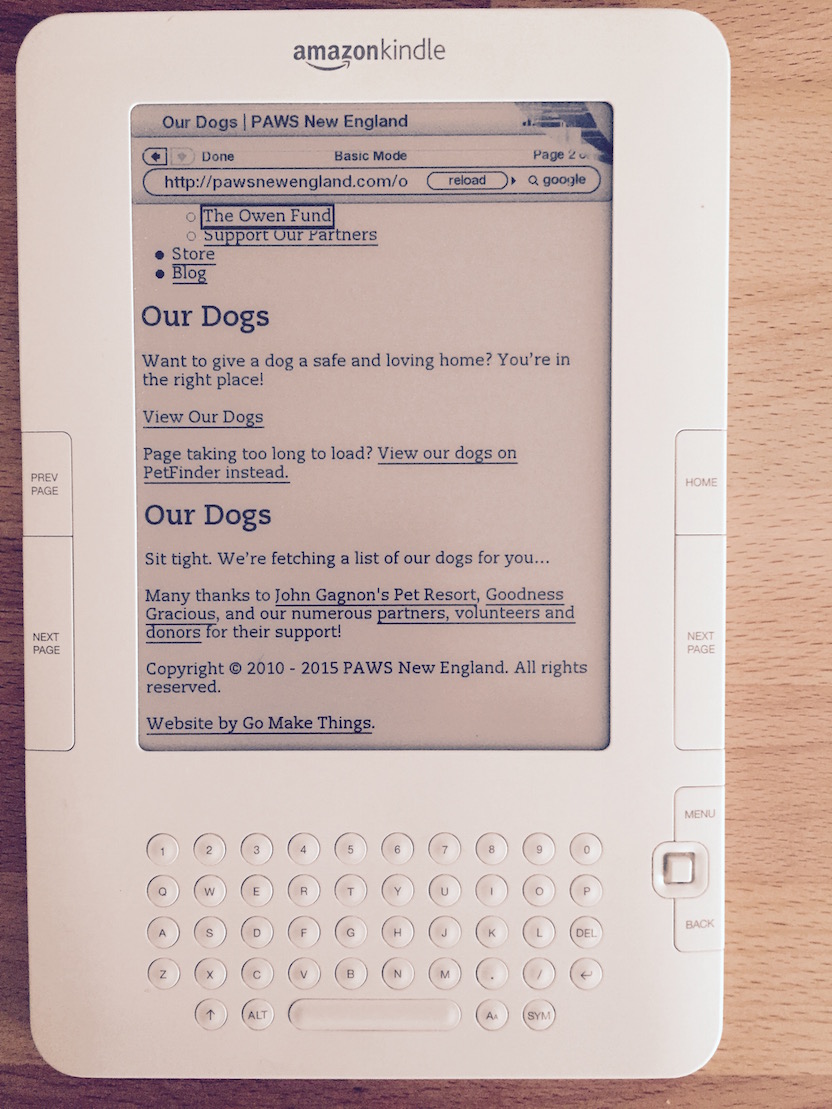 amazonkindle
Our Dogs | PAWS New England
Done Basic Mode Page 2
http://pawsnewengland.com/o reload google
The Owen Fund
Support Our Partners
Store
Blog
Our Dogs
Want to give a dog a safe and loving home? You're in
the right place!
View Our Dogs
Page taking too long to load? View our dogs on
PetFinder instead.
Our Dogs
Sit tight. We're fetching a list of our dogs for you...
Many thanks to John Gagnon's Pet Resort, Goodness
Gracious, and our numerous partners, volunteers and
donors for their support!
Copyright © 2010 - 2015 PAWS New England. All rights
reserved.
Website by Go Make Things.
PREV
PAGE
NEXT
PAGE
HOME
NEXT
PAGE
MENU
BACK
1 2 3 4 5 6 7 8 9 0
Q W E R T Y U I O P
A S D F G H J K L DEL
Z X C V B N M . / ↵
↑ ALT AA SYM